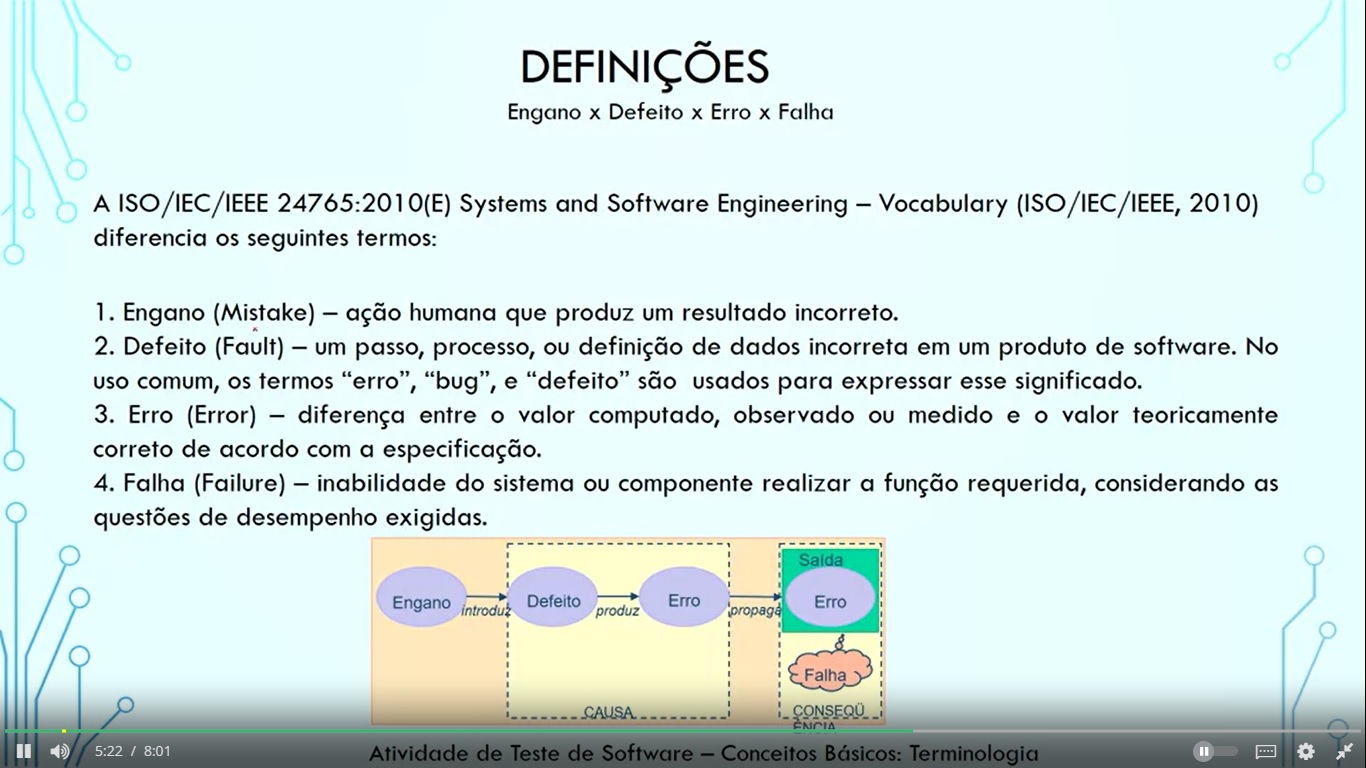 DEFINIÇÕES
Engano x Defeito x Erro x Falha
A ISO/IEC/IEEE 24765:2010(E) Systems and Software Engineering – Vocabulary (ISO/IEC/IEEE, 2010)
diferencia os seguintes termos:
1. Engano (Mistake) – ação humana que produz um resultado incorreto.
2. Defeito (Fault) – um passo, processo, ou definição de dados incorreta em um produto de software. No
uso comum, os termos “erro”, “bug”, e “defeito” são usados para expressar esse significado.
3. Erro (Error) – diferença entre o valor computado, observado ou medido e o valor teoricamente
correto de acordo com a especificação.
4. Falha (Failure) – inabilidade do sistema ou componente realizar a função requerida, considerando as
questões de desempenho exigidas.
Saída
Engano
introduz
Defeito
produz
Erro
propaga
Erro
Falha
CAUSA
CONSEQÜ
ÊNCIA
5:22 / 8:01
Atividade de Teste de Software – Conceitos Básicos: Terminologia